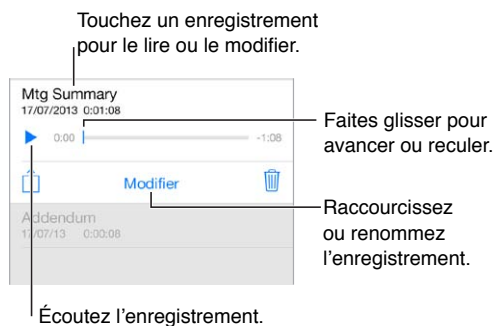 Touchez un enregistrement
pour le lire ou le modifier.
Mtg Summary
17/07/2013 0:01:08
0:00 -1:08
Faites glisser pour
avancer ou reculer.
Modifier
Addendum
17/07/13 0:00:08
Raccourcissez
ou renommez
l’enregistrement.
Écoutez l’enregistrement.